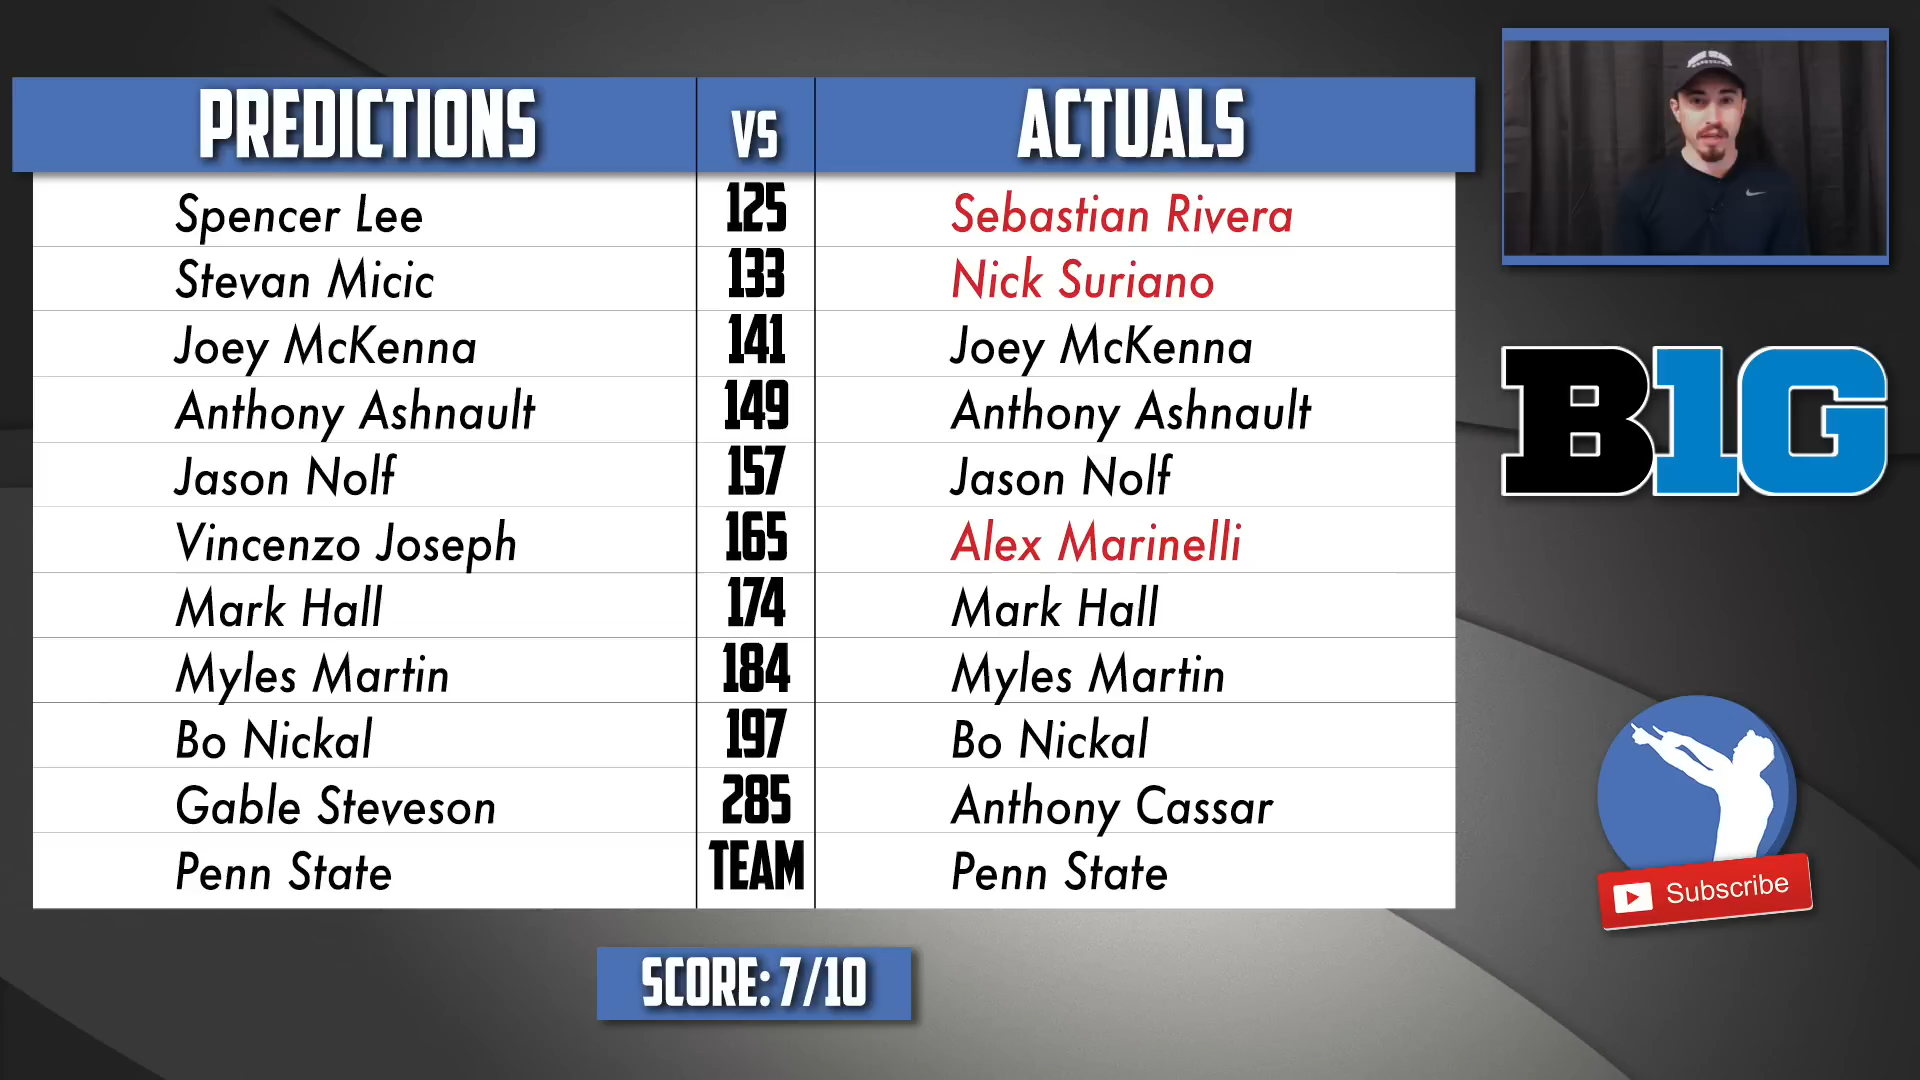 PREDICTIONS VS ACTUALS
Spencer Lee 125 Sebastian Rivera
Stevan Micic 133 Nick Suriano
Joey McKenna 141 Joey McKenna
Anthony Ashnault 149 Anthony Ashnault
Jason Nolf 157 Jason Nolf
Vincenzo Joseph 165 Alex Marinelli
Mark Hall 174 Mark Hall
Myles Martin 184 Myles Martin
Bo Nickal 197 Bo Nickal
Gable Steveson 285 Anthony Cassar
Penn State TEAM Penn State
SCORE: 7/10
B1G
Subscribe